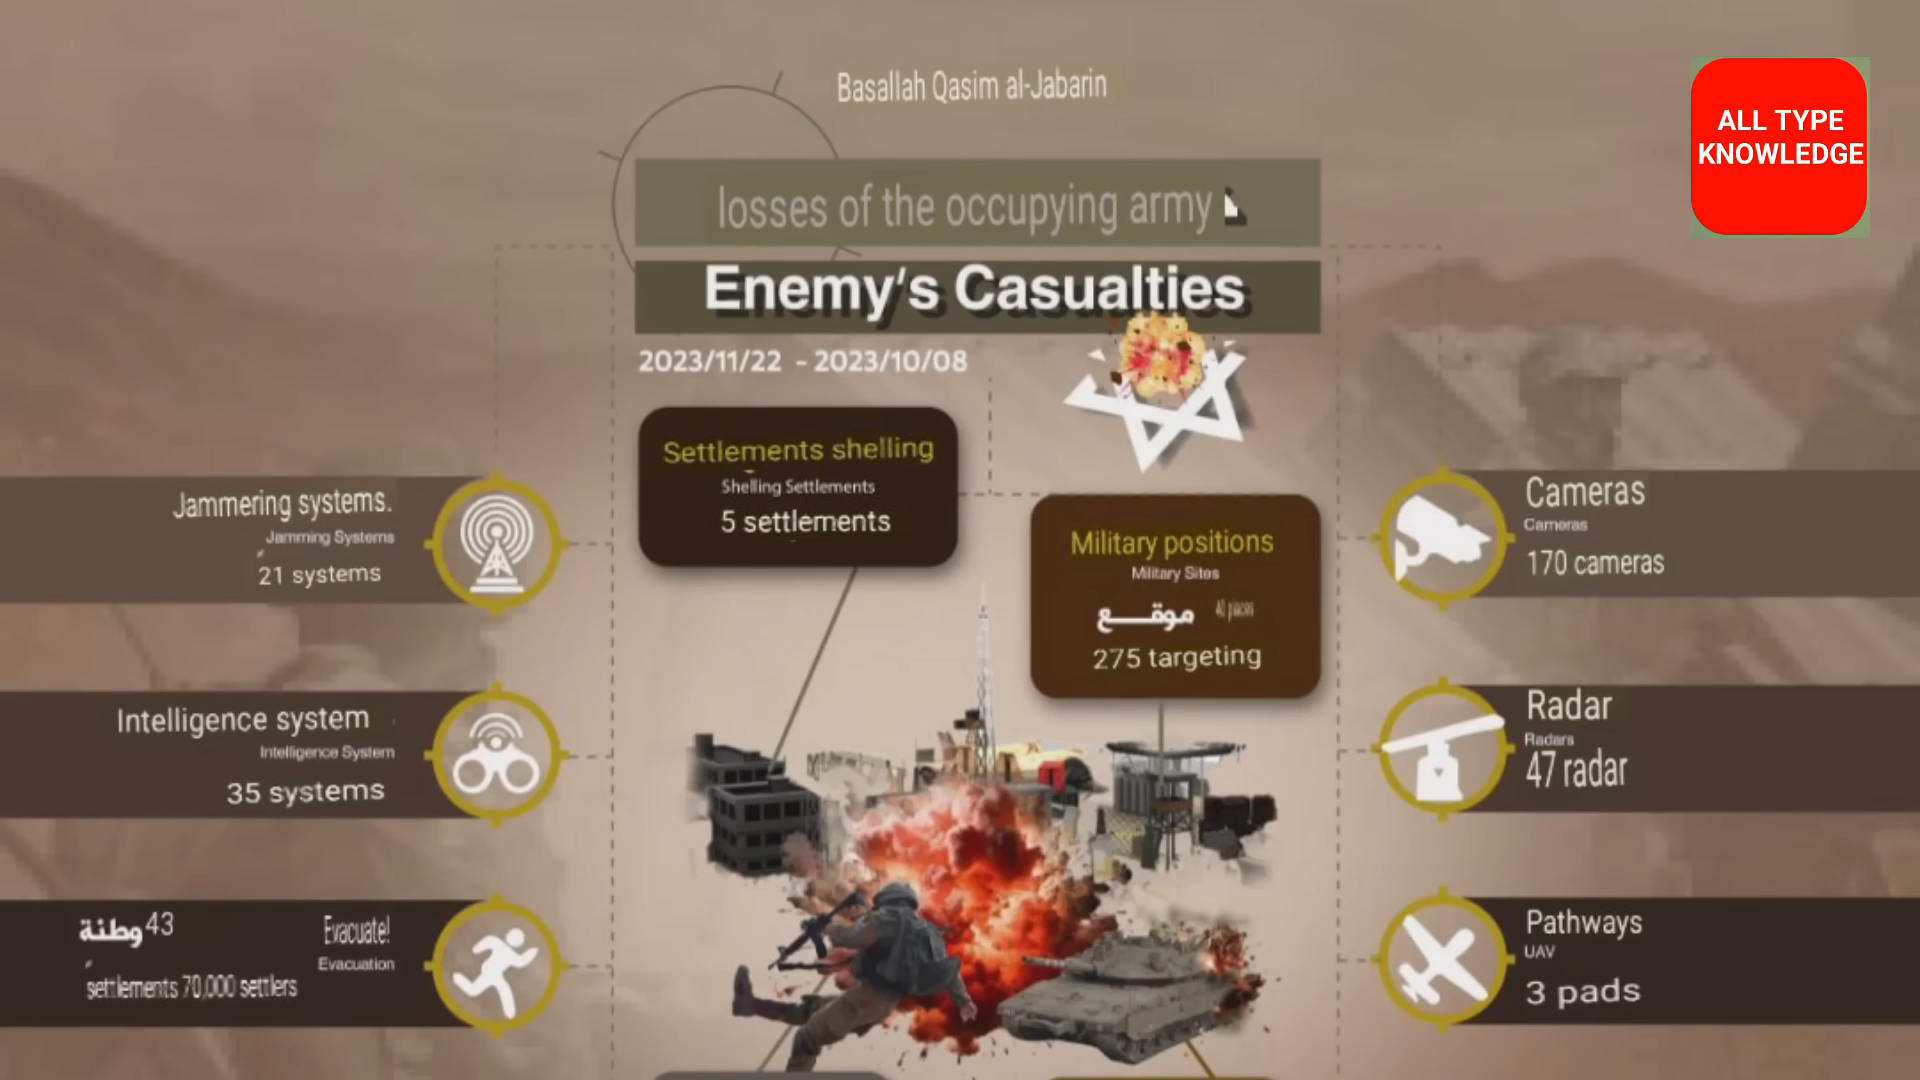 Basallah Qasim al-Jabarin
ALL TYPE
KNOWLEDGE
losses of the occupying army
Enemy's Casualties
2023/11/22 - 2023/10/08
Settlements shelling
Shelling Settlements
5 settlements
Military positions
Military Sites
موقع 40 places
275 targeting
Jammering systems.
Jamming Systems
21 systems
Intelligence system
Intelligence System
35 systems
43 وطنة
Evacuate!
Evacuation
settlements 70,000 settlers
Cameras
Cameras
170 cameras
Radar
Radars
47 radar
Pathways
UAV
3 pads